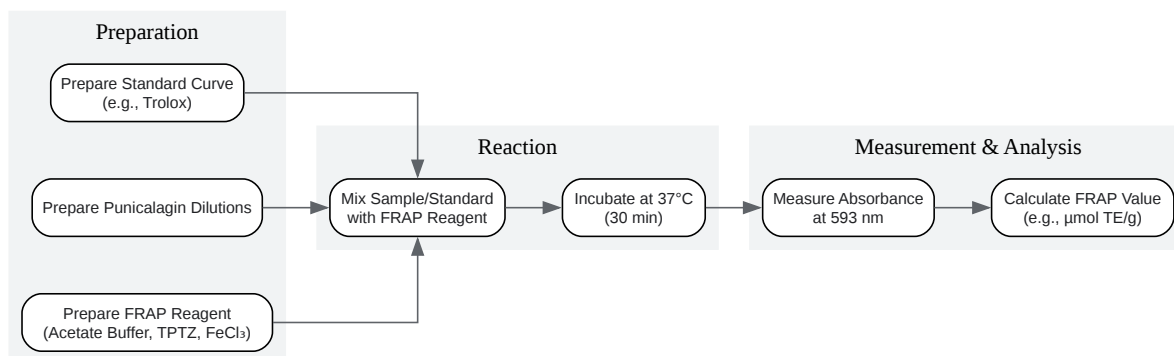 Preparation
Prepare Standard Curve
(e.g., Trolox)
Prepare Punicalagin Dilutions
Prepare FRAP Reagent
(Acetate Buffer, TPTZ, FeCl₃)
Reaction
Mix Sample/Standard
with FRAP Reagent
Incubate at 37°C
(30 min)
Measurement & Analysis
Measure Absorbance
at 593 nm
Calculate FRAP Value
(e.g., µmol TE/g)